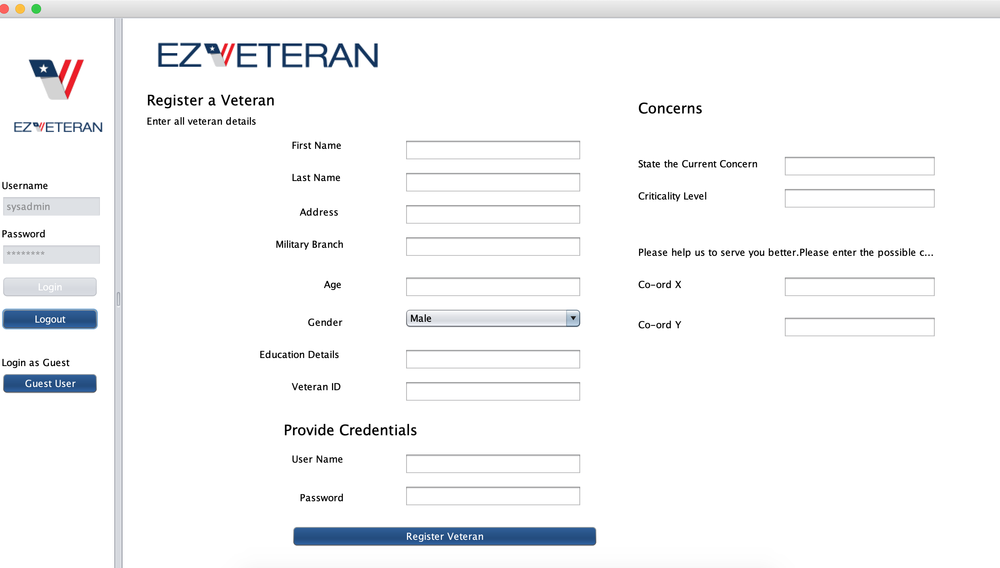 EZVETERAN
Username
sysadmin
Password
********
Login
Logout
Login as Guest
Guest User
EZVETERAN
Register a Veteran
Enter all veteran details
First Name
Last Name
Address
Military Branch
Age
Gender
Male
Education Details
Veteran ID
Provide Credentials
User Name
Password
Register Veteran
Concerns
State the Current Concern
Criticality Level
Please help us to serve you better.Please enter the possible c...
Co-ord X
Co-ord Y